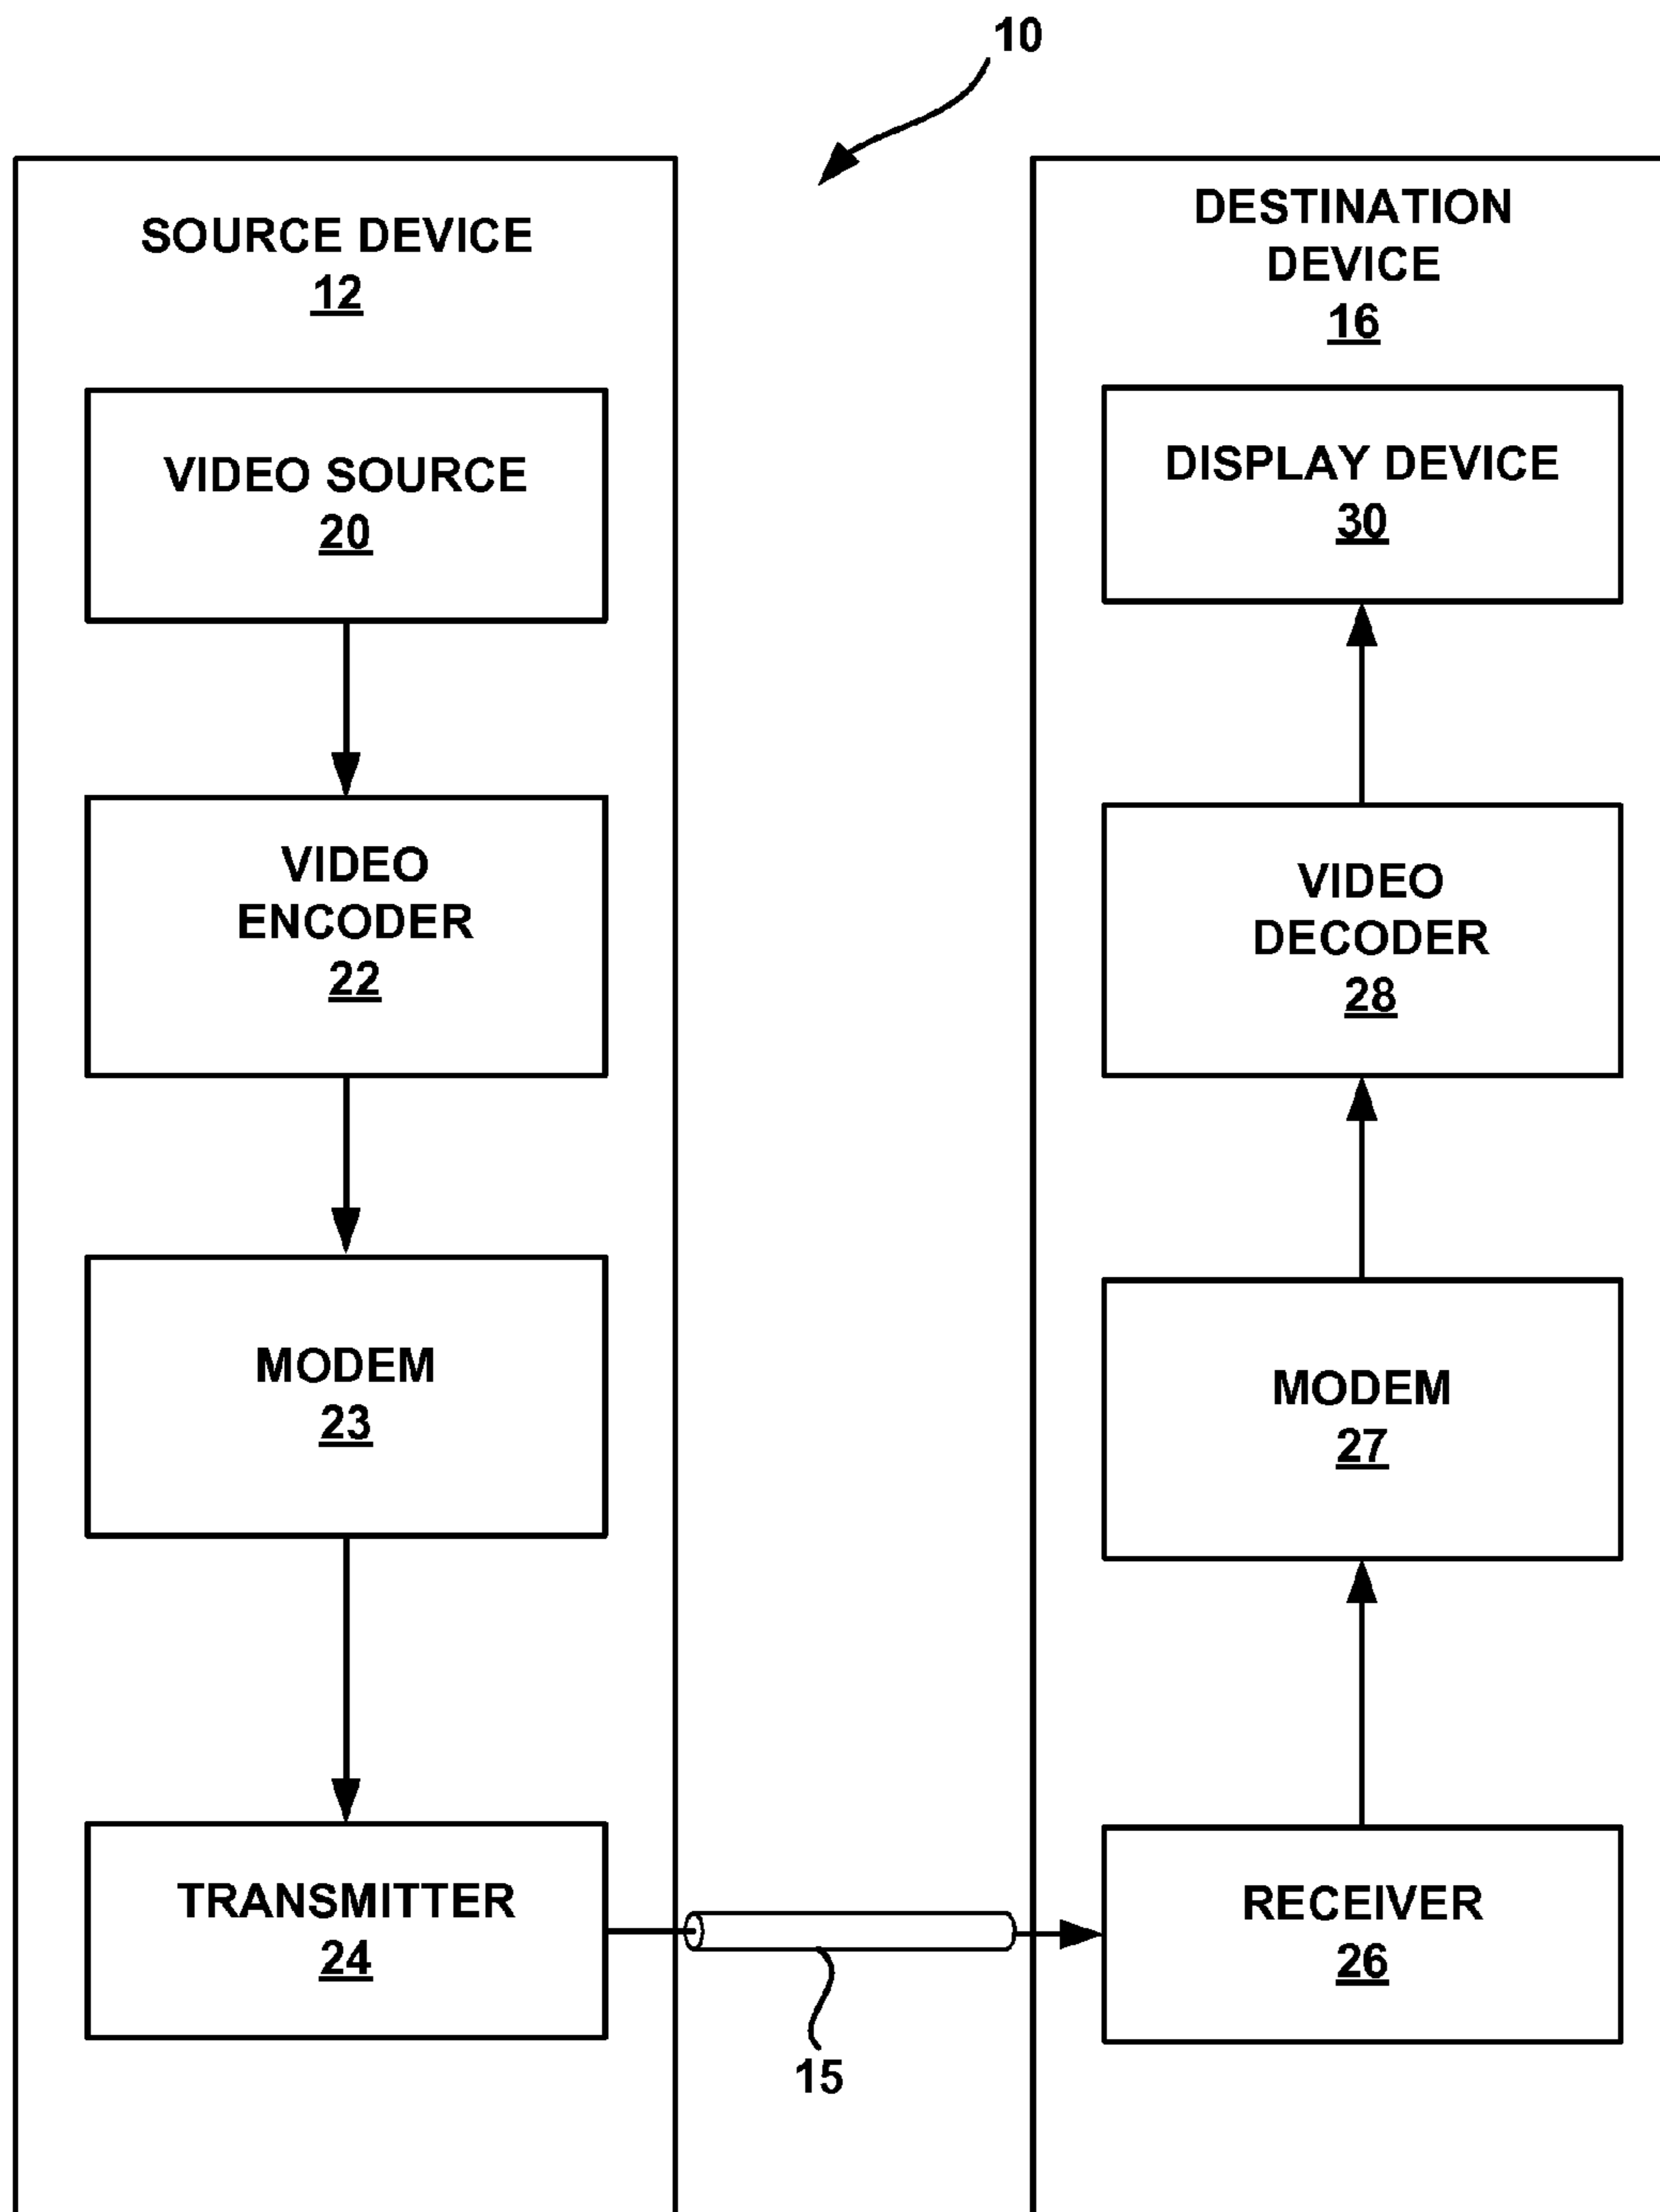 10
SOURCE DEVICE
12
VIDEO SOURCE
20
VIDEO
ENCODER
22
MODEM
23
TRANSMITTER
24
15
DESTINATION
DEVICE
16
DISPLAY DEVICE
30
VIDEO
DECODER
28
MODEM
27
RECEIVER
26